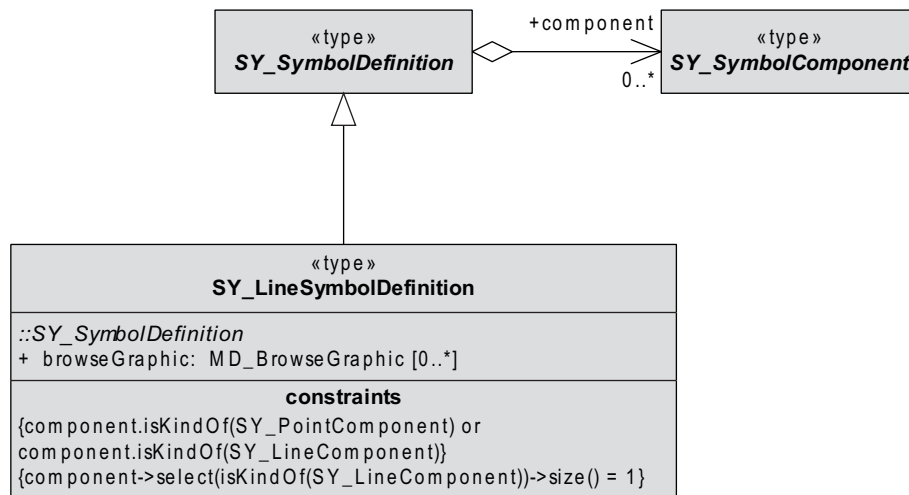 «type»
SY_SymbolDefinition
+component
0..*
«type»
SY_SymbolComponent
«type»
SY_LineSymbolDefinition
::SY_SymbolDefinition
+ browseGraphic: MD_BrowseGraphic [0..*]
constraints
{component.isKindOf(SY_PointComponent) or
component.isKindOf(SY_LineComponent)}
{component->select(isKindOf(SY_LineComponent))->size() = 1}